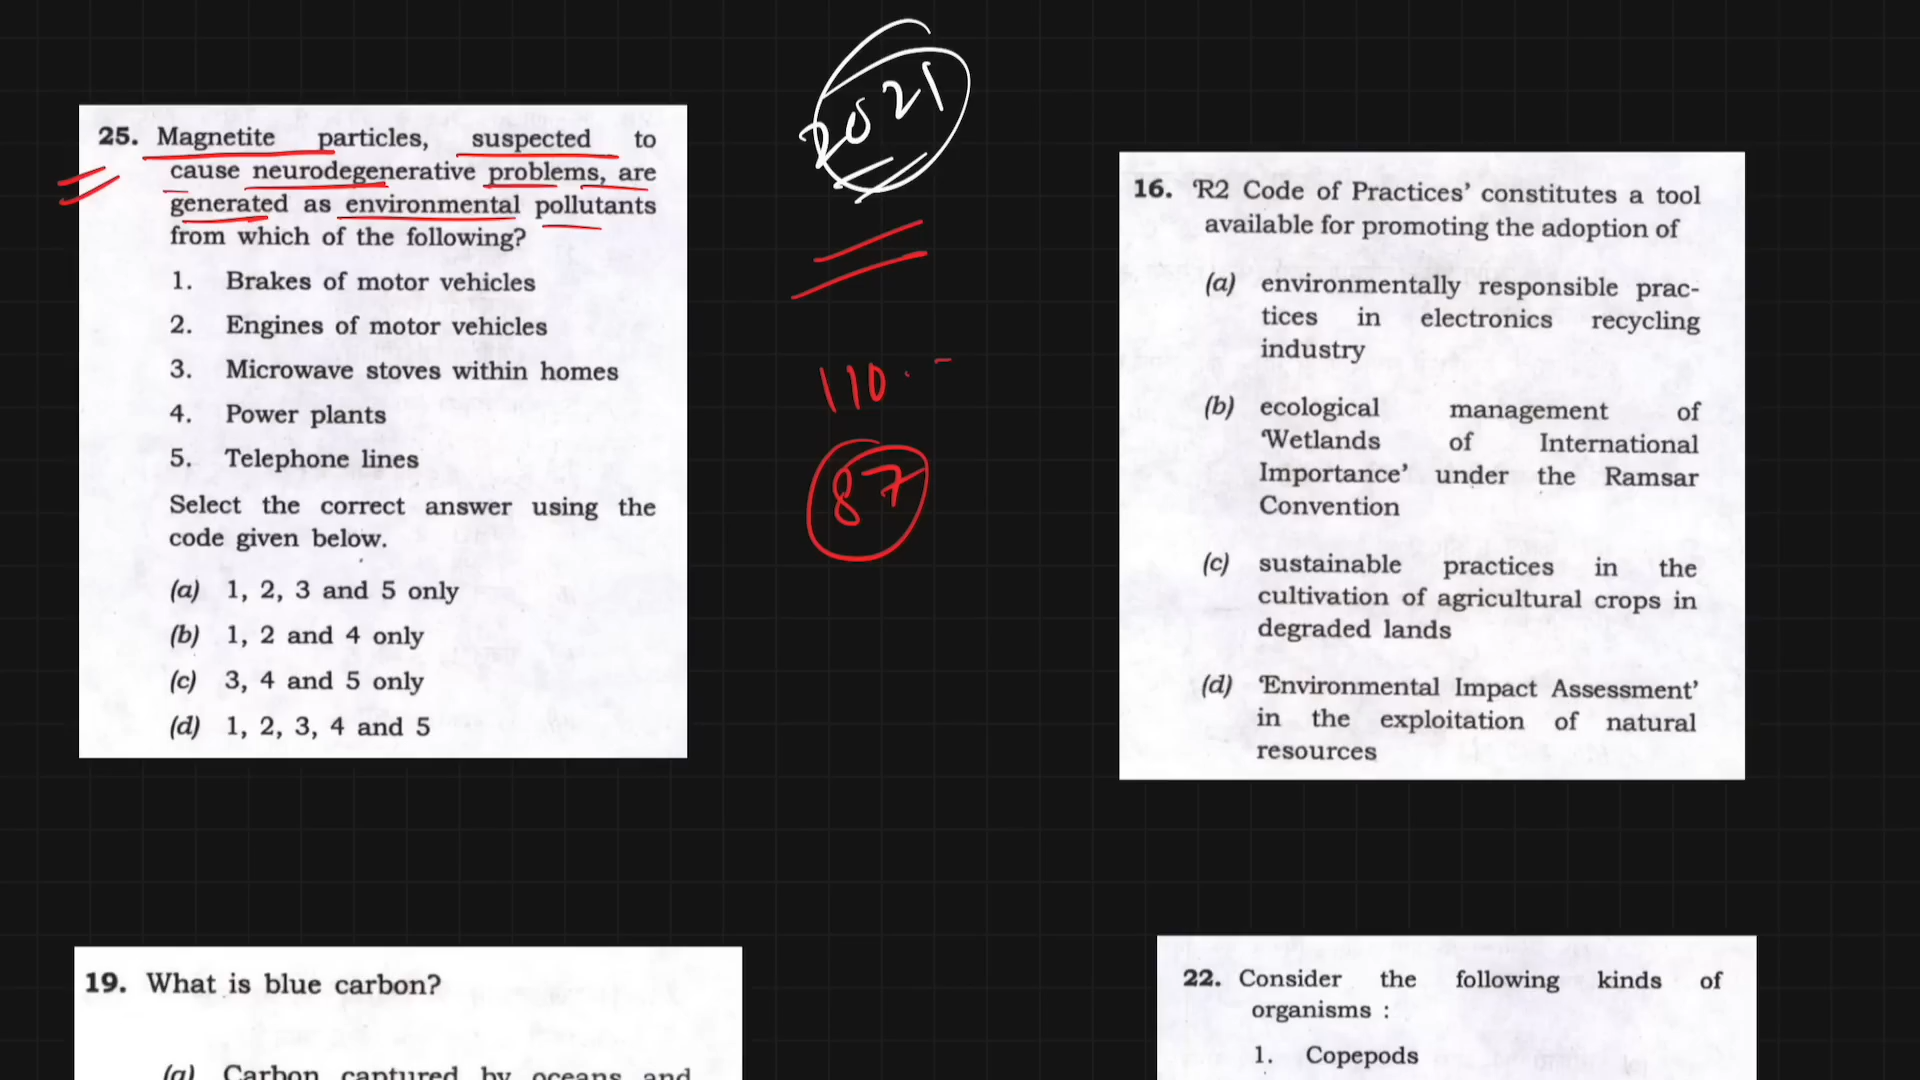 2021
25. Magnetite particles, suspected to
cause neurodegenerative problems, are
generated as environmental pollutants
from which of the following?
1. Brakes of motor vehicles
2. Engines of motor vehicles
3. Microwave stoves within homes
4. Power plants
5. Telephone lines
Select the correct answer using the
code given below.
(a) 1, 2, 3 and 5 only
(b) 1, 2 and 4 only
(c) 3, 4 and 5 only
(d) 1, 2, 3, 4 and 5
110
87
16. 'R2 Code of Practices' constitutes a tool
available for promoting the adoption of
(a) environmentally responsible prac-
tices in electronics recycling
industry
(b) ecological management of
'Wetlands of International
Importance' under the Ramsar
Convention
(c) sustainable practices in the
cultivation of agricultural crops in
degraded lands
(d) 'Environmental Impact Assessment'
in the exploitation of natural
resources
19. What is blue carbon?
(a) Carbon captured by oceans and
22. Consider the following kinds of
organisms :
1. Copepods